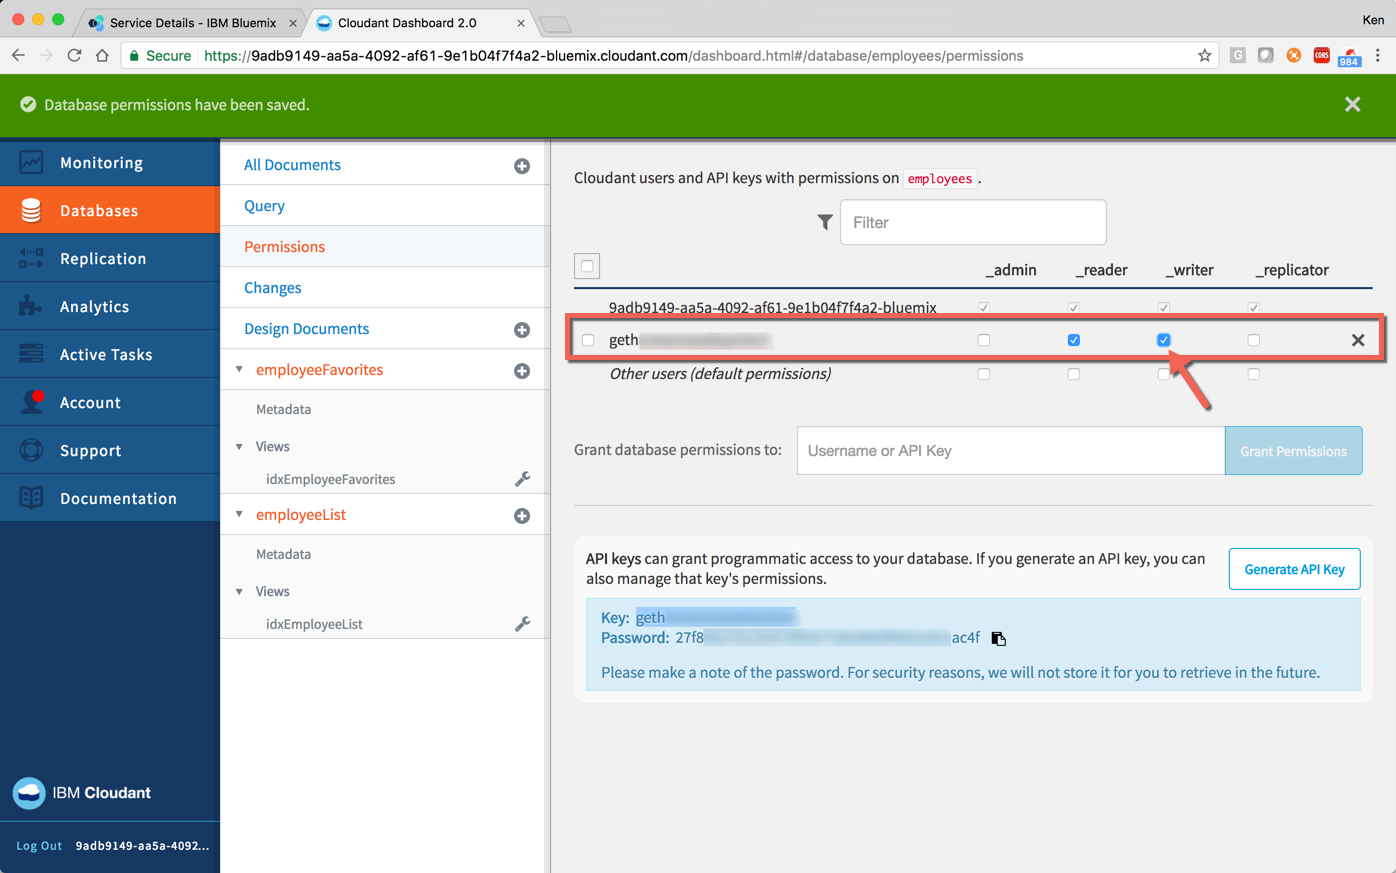 Service Details - IBM Bluemix
Cloudant Dashboard 2.0
Ken
Secure https://9adb9149-aa5a-4092-af61-9e1b04f7f4a2-bluemix.cloudant.com/dashboard.html#/database/employees/permissions
G
CORS
984
Database permissions have been saved.
Monitoring
Databases
Replication
Analytics
Active Tasks
Account
Support
Documentation
IBM Cloudant
Log Out 9adb9149-aa5a-4092...
All Documents
Query
Permissions
Changes
Design Documents
employeeFavorites
Metadata
Views
idxEmployeeFavorites
employeeList
Metadata
Views
idxEmployeeList
Cloudant users and API keys with permissions on employees .
Filter
_admin _reader _writer _replicator
9adb9149-aa5a-4092-af61-9e1b04f7f4a2-bluemix
geth
Other users (default permissions)
Grant database permissions to: Username or API Key Grant Permissions
API keys can grant programmatic access to your database. If you generate an API key, you can
also manage that key's permissions.
Generate API Key
Key: geth
Password: 27f8 ac4f
Please make a note of the password. For security reasons, we will not store it for you to retrieve in the future.